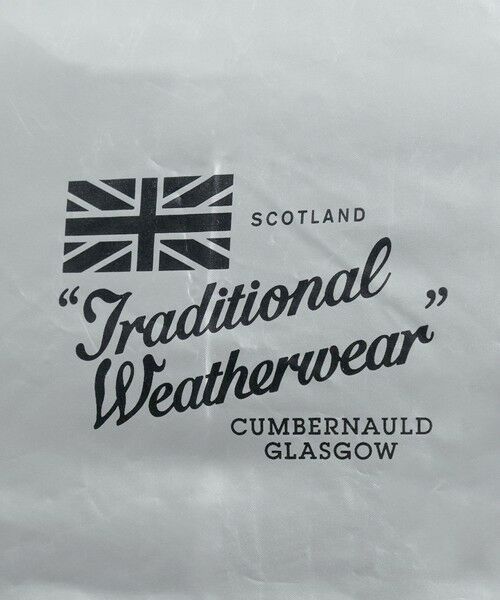 SCOTLAND
“Traditional
Weatherwear”
CUMBERNAULD
GLASGOW